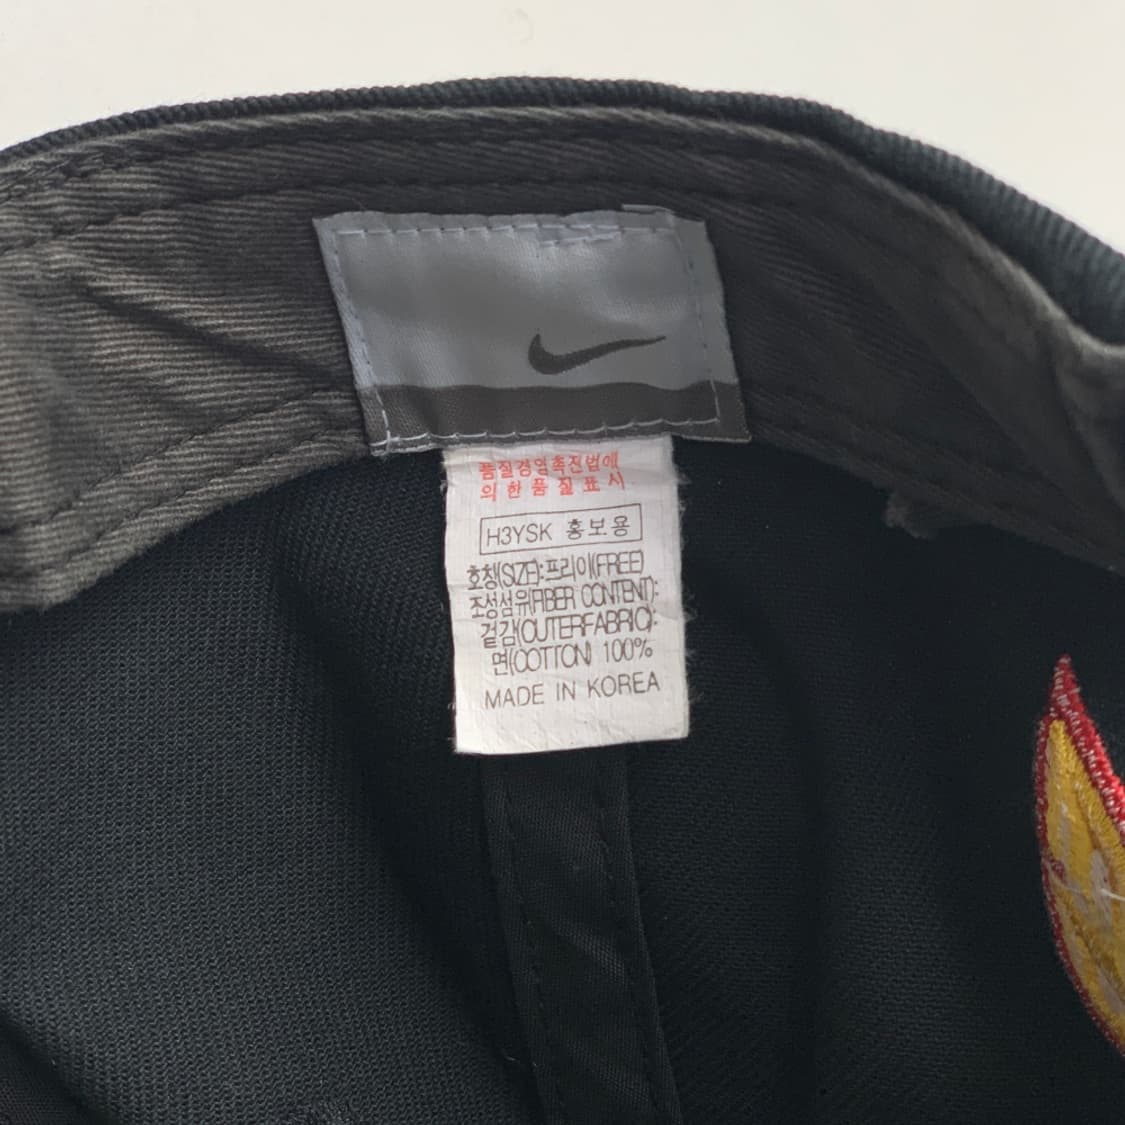 품질경영촉진법에
의한품질표시
H3YSK 홍보용
호칭(SIZE):프리이(FREE)
조성섬유(FIBER CONTENT):
겉감(OUTERFABRIC):
면(COTTON) 100%
MADE IN KOREA